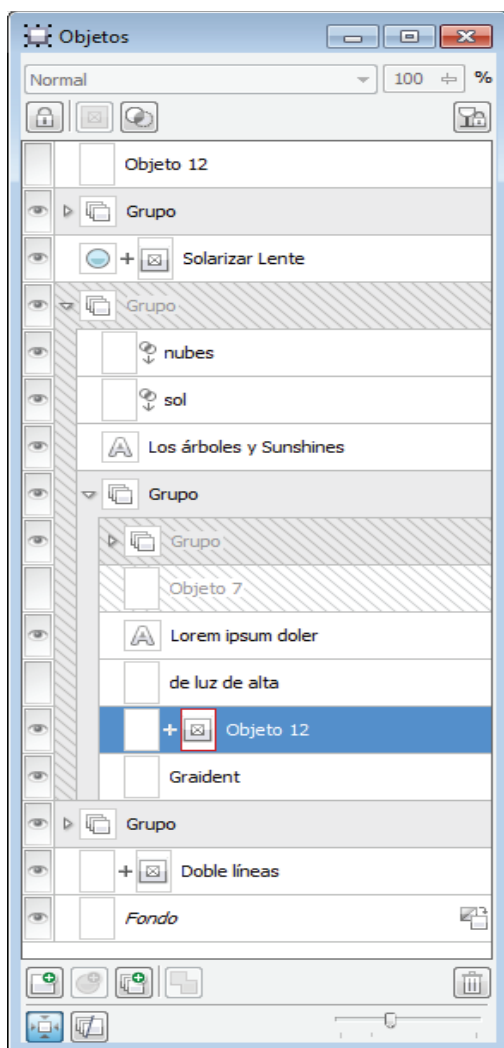 Objetos
Normal 100 %
Objeto 12
Grupo
Solarizar Lente
Grupo
nubes
sol
Los árboles y Sunshines
Grupo
Grupo
Objeto 7
Lorem ipsum doler
de luz de alta
Objeto 12
Graident
Grupo
Doble líneas
Fondo